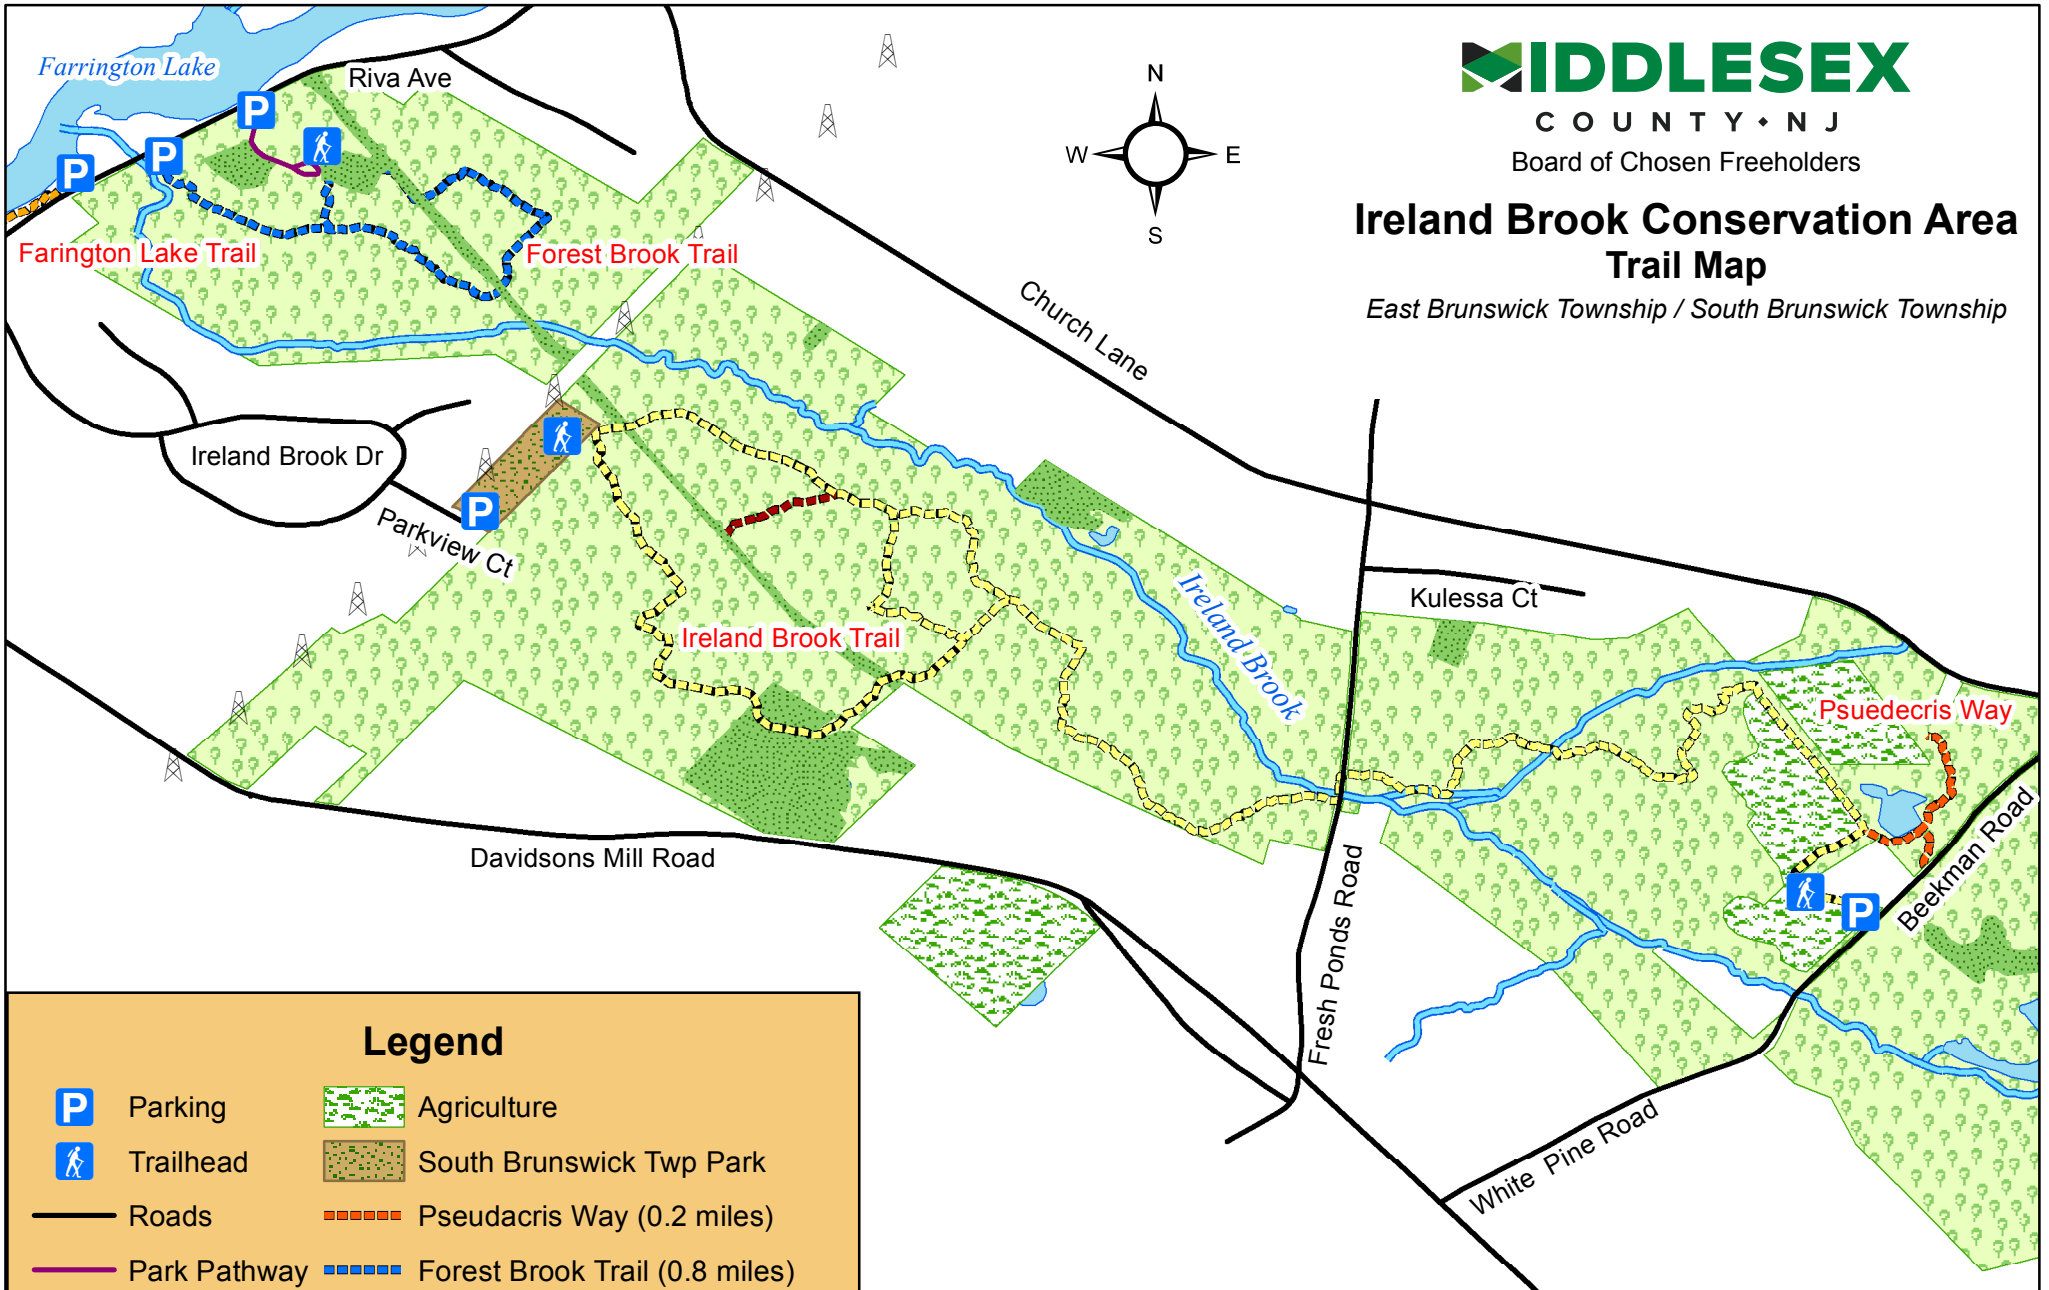 Farrington Lake
Riva Ave
P
P
P
Farington Lake Trail
Forest Brook Trail
N
W E
S
MIDDLESEX
COUNTY • NJ
Board of Chosen Freeholders
Ireland Brook Conservation Area
Trail Map
East Brunswick Township / South Brunswick Township
Church Lane
Ireland Brook Dr
P
Parkview Ct
Ireland Brook Trail
Ireland Brook
Kulessa Ct
Psuedecris Way
Davidsons Mill Road
Fresh Ponds Road
P
Beekman Road
White Pine Road
Legend
P Parking
Agriculture
Trailhead
South Brunswick Twp Park
Roads
Pseudacris Way (0.2 miles)
Park Pathway
Forest Brook Trail (0.8 miles)